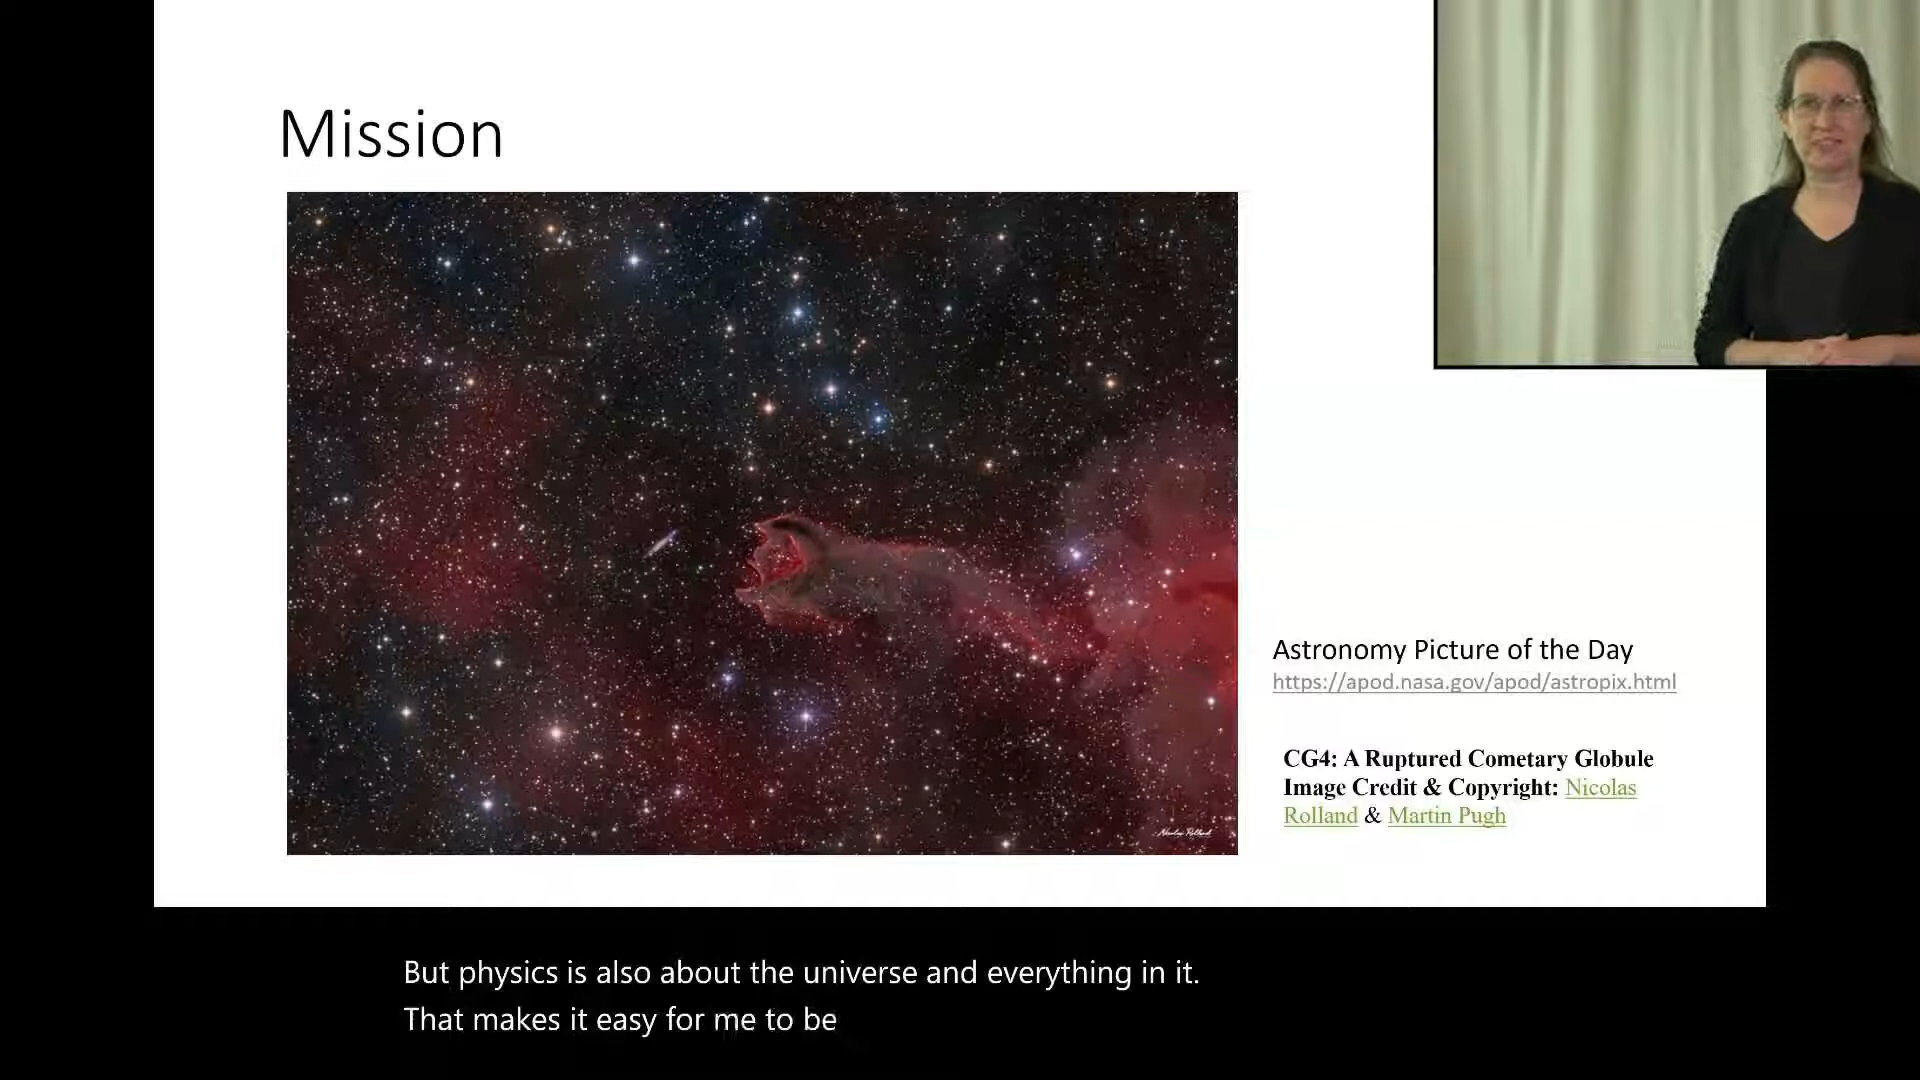 Mission
Nicolas Rolland
Astronomy Picture of the Day
https://apod.nasa.gov/apod/astropix.html
CG4: A Ruptured Cometary Globule
Image Credit & Copyright: Nicolas
Rolland & Martin Pugh
But physics is also about the universe and everything in it.
That makes it easy for me to be